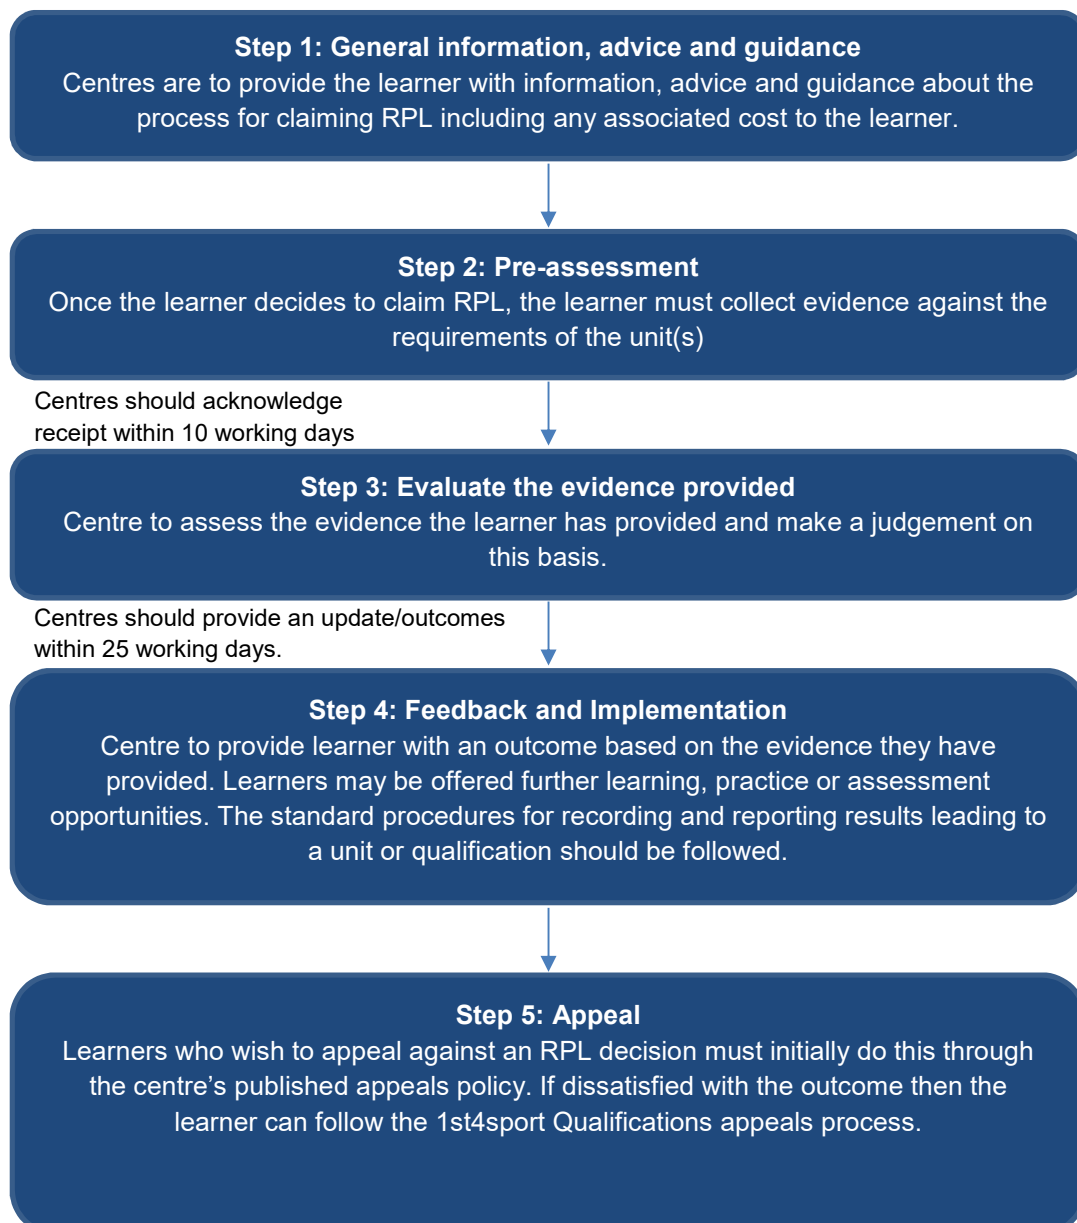 Step 1: General information, advice and guidance
Centres are to provide the learner with information, advice and guidance about the
process for claiming RPL including any associated cost to the learner.
Step 2: Pre-assessment
Once the learner decides to claim RPL, the learner must collect evidence against the
requirements of the unit(s)
Centres should acknowledge
receipt within 10 working days
Step 3: Evaluate the evidence provided
Centre to assess the evidence the learner has provided and make a judgement on
this basis.
Centres should provide an update/outcomes
within 25 working days.
Step 4: Feedback and Implementation
Centre to provide learner with an outcome based on the evidence they have
provided. Learners may be offered further learning, practice or assessment
opportunities. The standard procedures for recording and reporting results leading to
a unit or qualification should be followed.
Step 5: Appeal
Learners who wish to appeal against an RPL decision must initially do this through
the centre’s published appeals policy. If dissatisfied with the outcome then the
learner can follow the 1st4sport Qualifications appeals process.